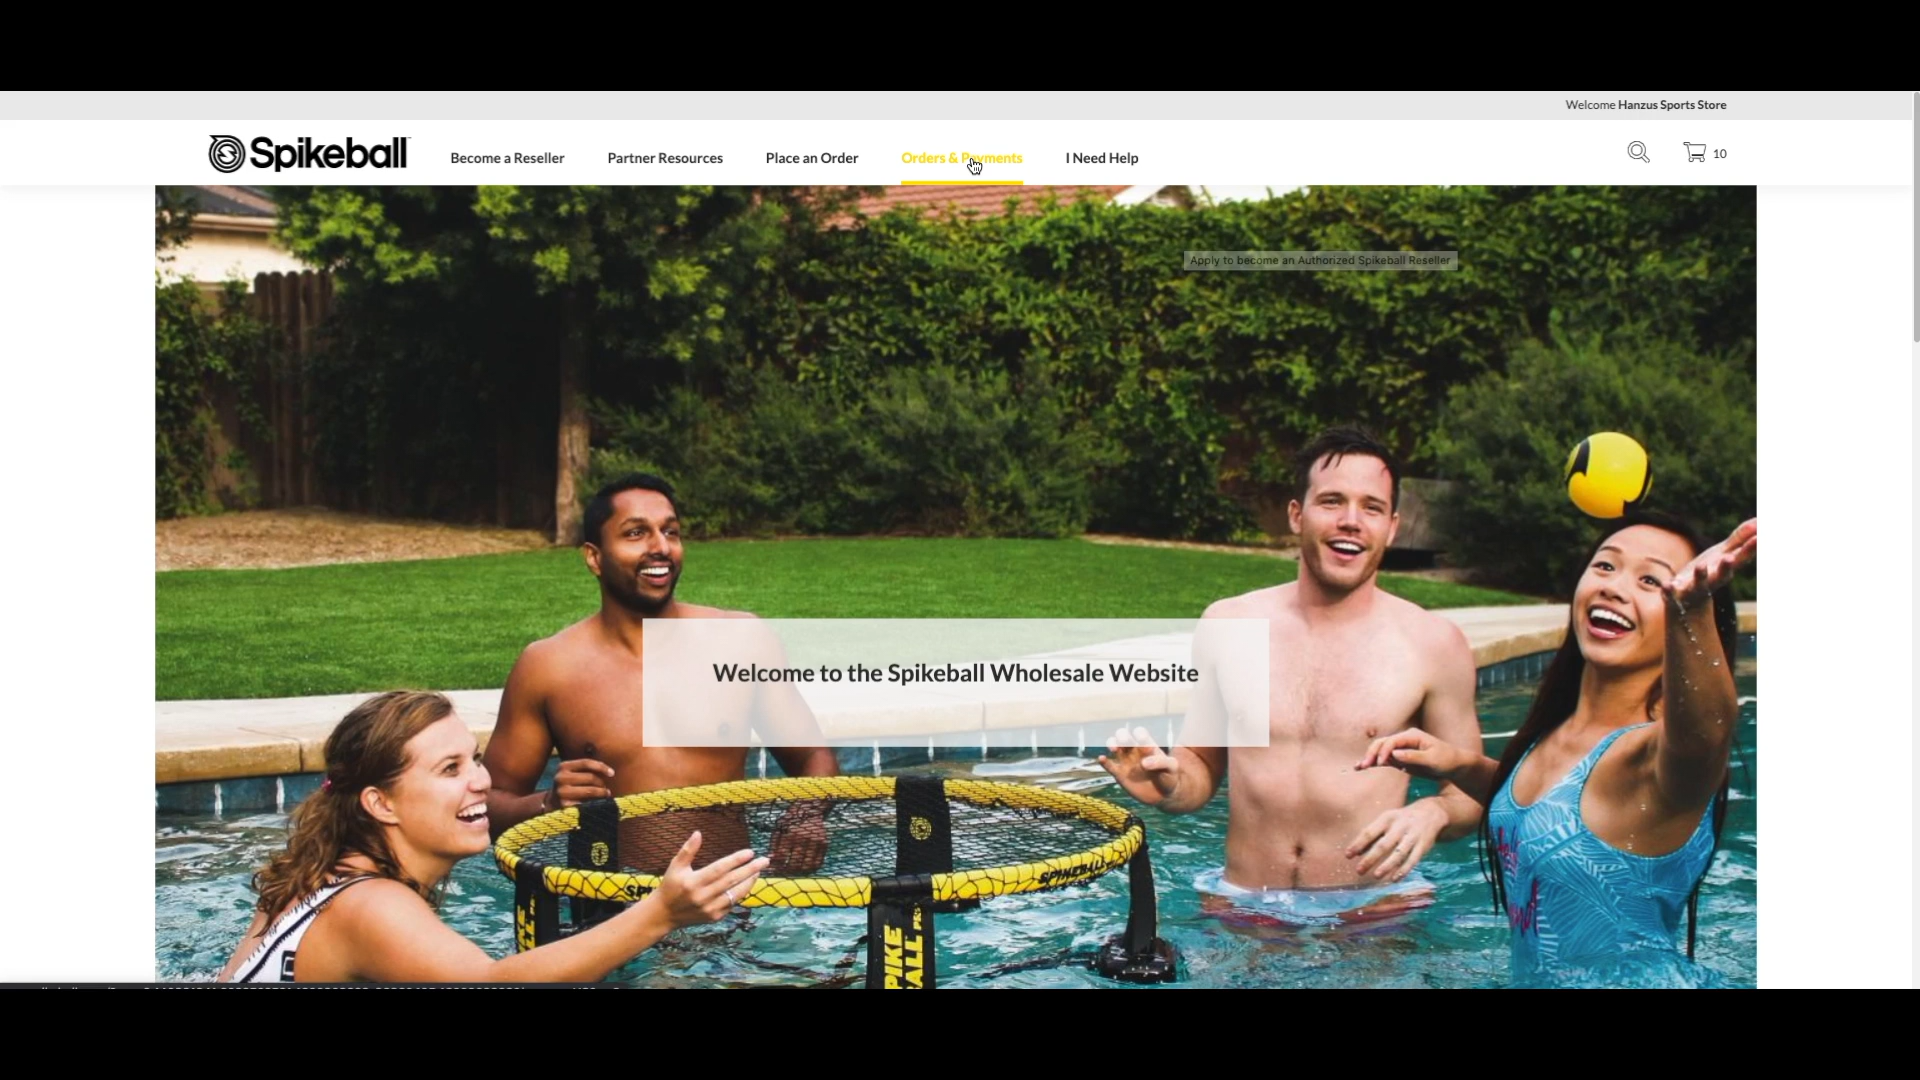 Welcome Hanzus Sports Store
Spikeball
Become a Reseller
Partner Resources
Place an Order
Orders & Payments
I Need Help
10
Apply to become an Authorized Spikeball Reseller
Welcome to the Spikeball Wholesale Website
SPIKEBALL